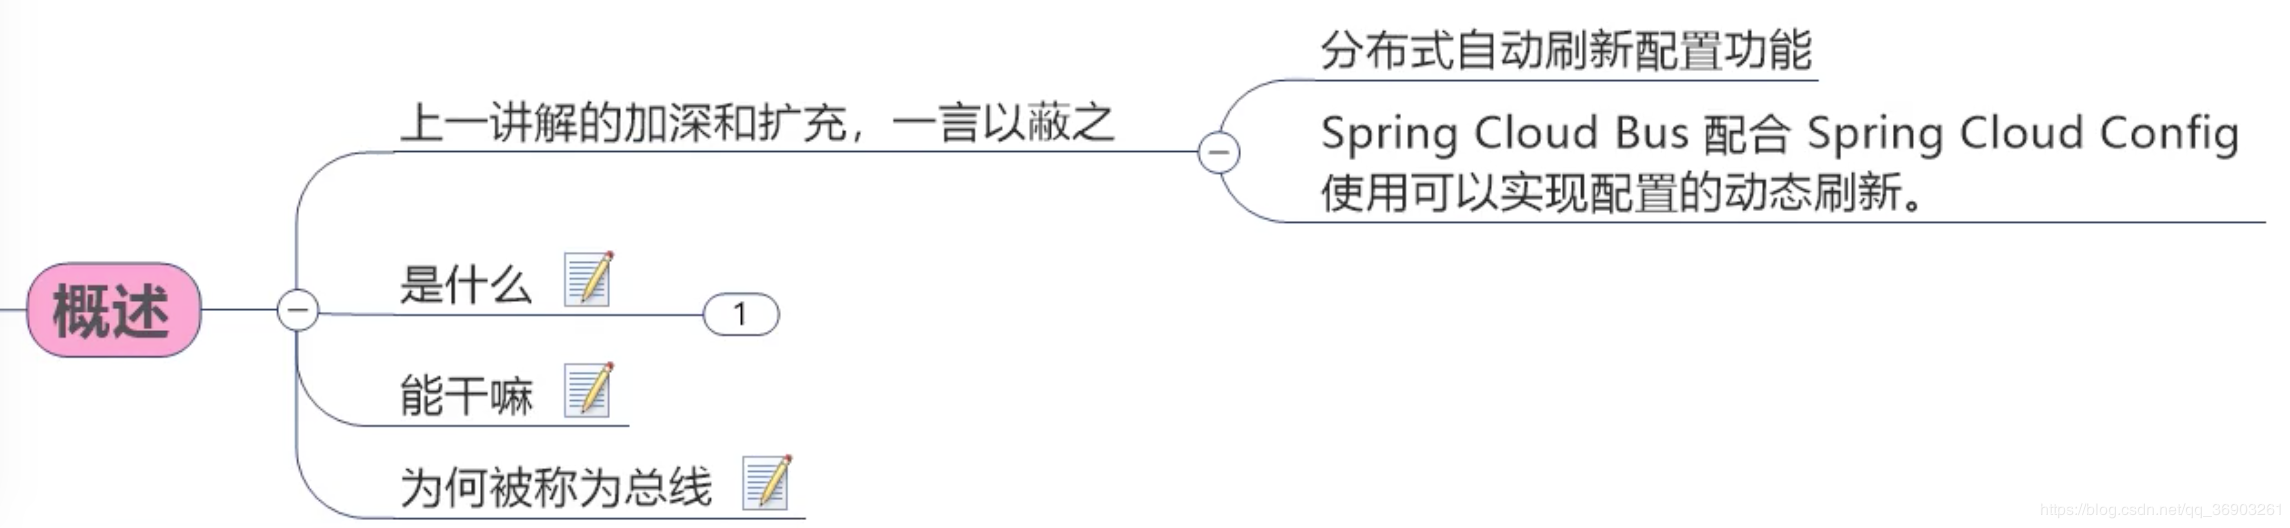 分布式自动刷新配置功能
上一讲解的加深和扩充，一言以蔽之
Spring Cloud Bus 配合 Spring Cloud Config
使用可以实现配置的动态刷新。
概述
是什么
1
能干嘛
为何被称为总线
https://blog.csdn.net/qq_36903261